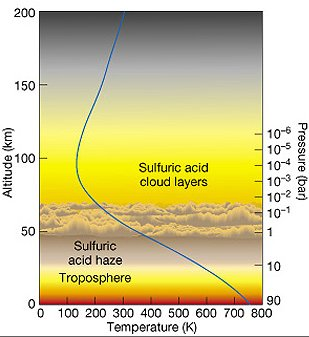 200
150
100
50
0
Altitude (km)
Sulfuric acid
cloud layers
Sulfuric
acid haze
Troposphere
10⁻⁶
10⁻⁵
10⁻⁴
10⁻³
10⁻²
10⁻¹
1
10
90
Pressure (bar)
0 100 200 300 400 500 600 700 800
Temperature (K)